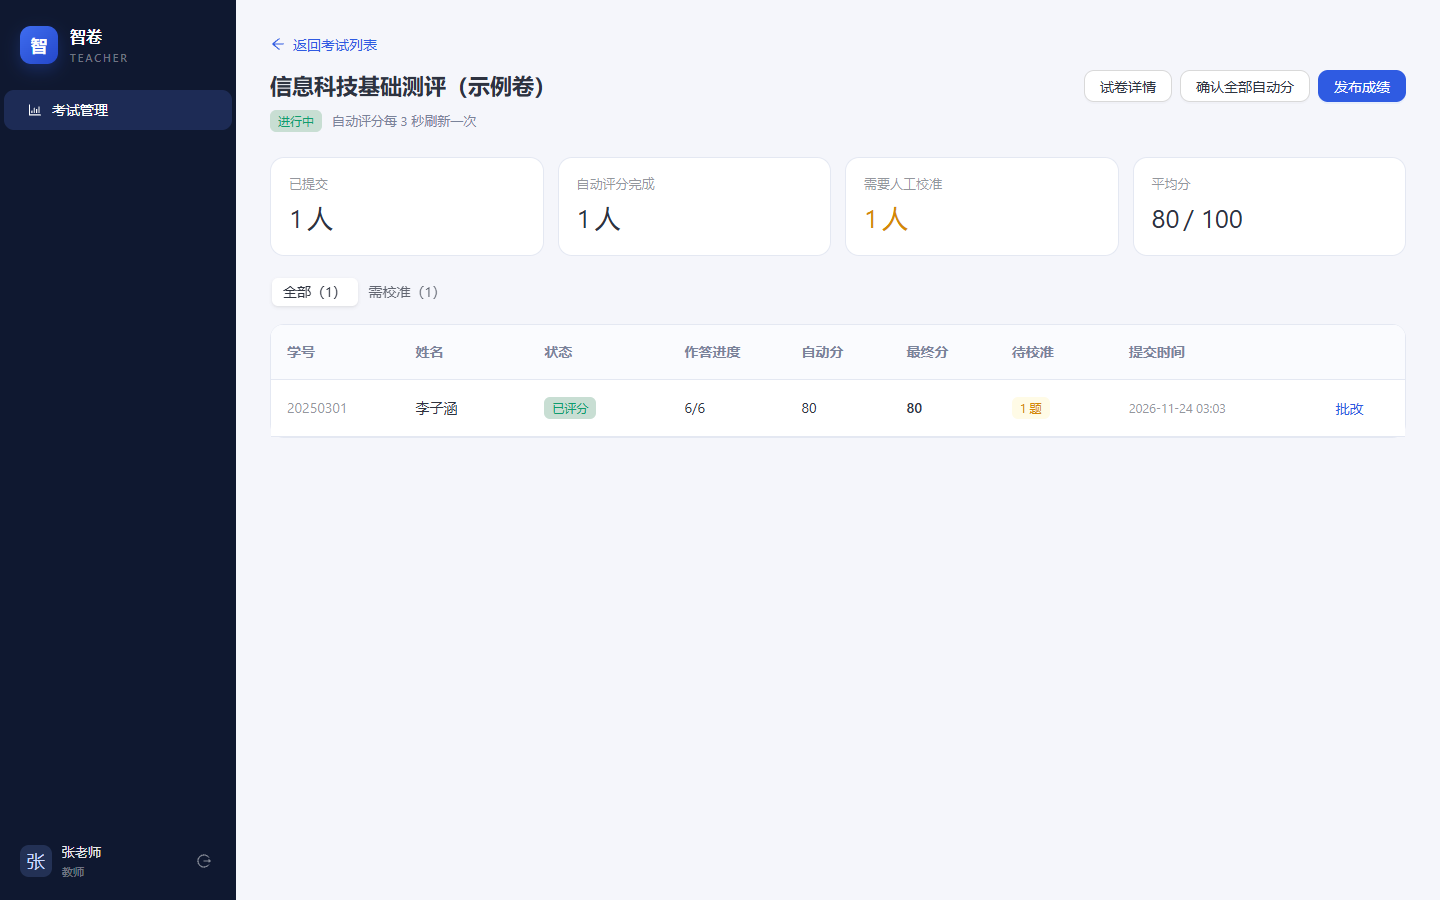 智
智卷
TEACHER
考试管理
返回考试列表
信息科技基础测评（示例卷）
试卷详情
确认全部自动分
发布成绩
进行中
自动评分每 3 秒刷新一次
已提交
1 人
自动评分完成
1 人
需要人工校准
1 人
平均分
80 / 100
全部（1） 需校准（1）
学号 姓名 状态 作答进度 自动分 最终分 待校准 提交时间
20250301 李子涵 已评分 6/6 80 80 1 题 2026-11-24 03:03 批改
张
张老师
教师